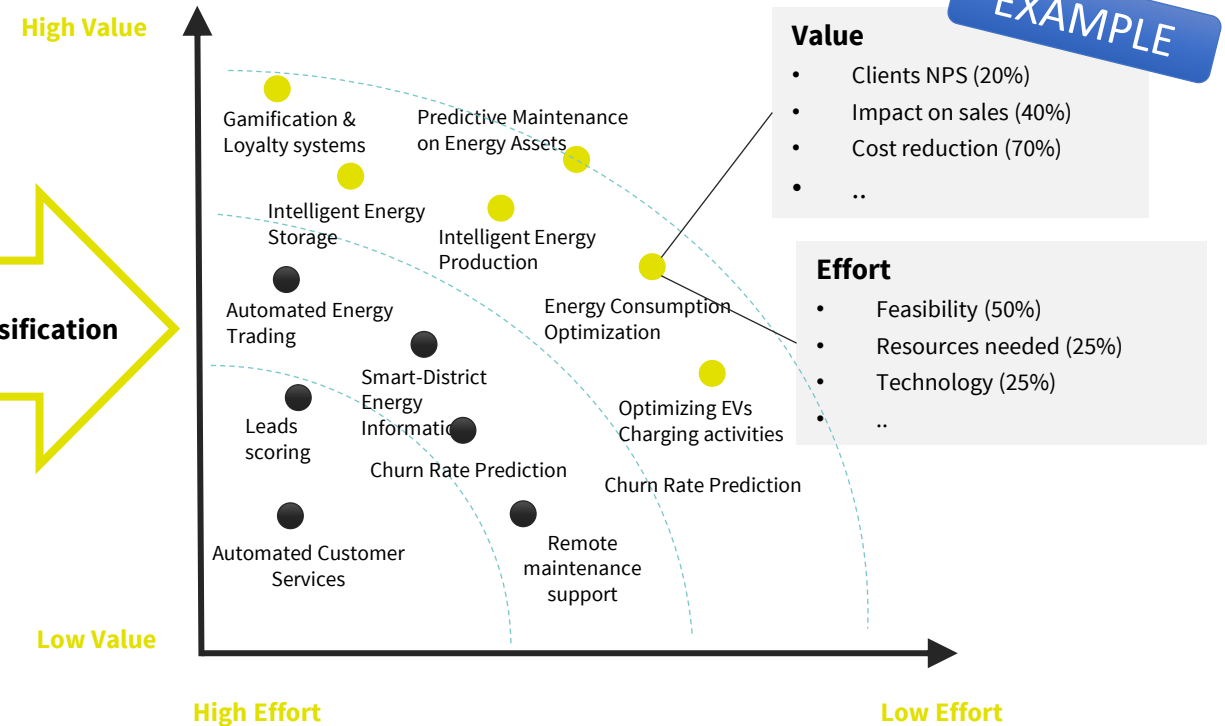 High Value
EXAMPLE
Value
• Clients NPS (20%)
• Impact on sales (40%)
• Cost reduction (70%)
• ..
Gamification &
Loyalty systems
Predictive Maintenance
on Energy Assets
Intelligent Energy
Storage
Intelligent Energy
Production
Effort
• Feasibility (50%)
• Resources needed (25%)
• Technology (25%)
• ..
Automated Energy
Trading
Energy Consumption
Optimization
sification
Smart-District
Energy
Informatio
Leads
scoring
Optimizing EVs
Charging activities
Churn Rate Prediction
Churn Rate Prediction
Automated Customer
Services
Remote
maintenance
support
Low Value
High Effort
Low Effort